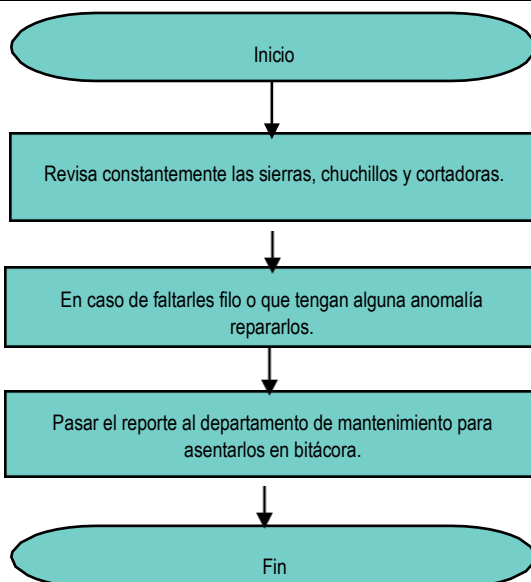 Inicio
Revisa constantemente las sierras, chuchillos y cortadoras.
En caso de faltarles filo o que tengan alguna anomalía
repararlos.
Pasar el reporte al departamento de mantenimiento para
asentarlos en bitácora.
Fin